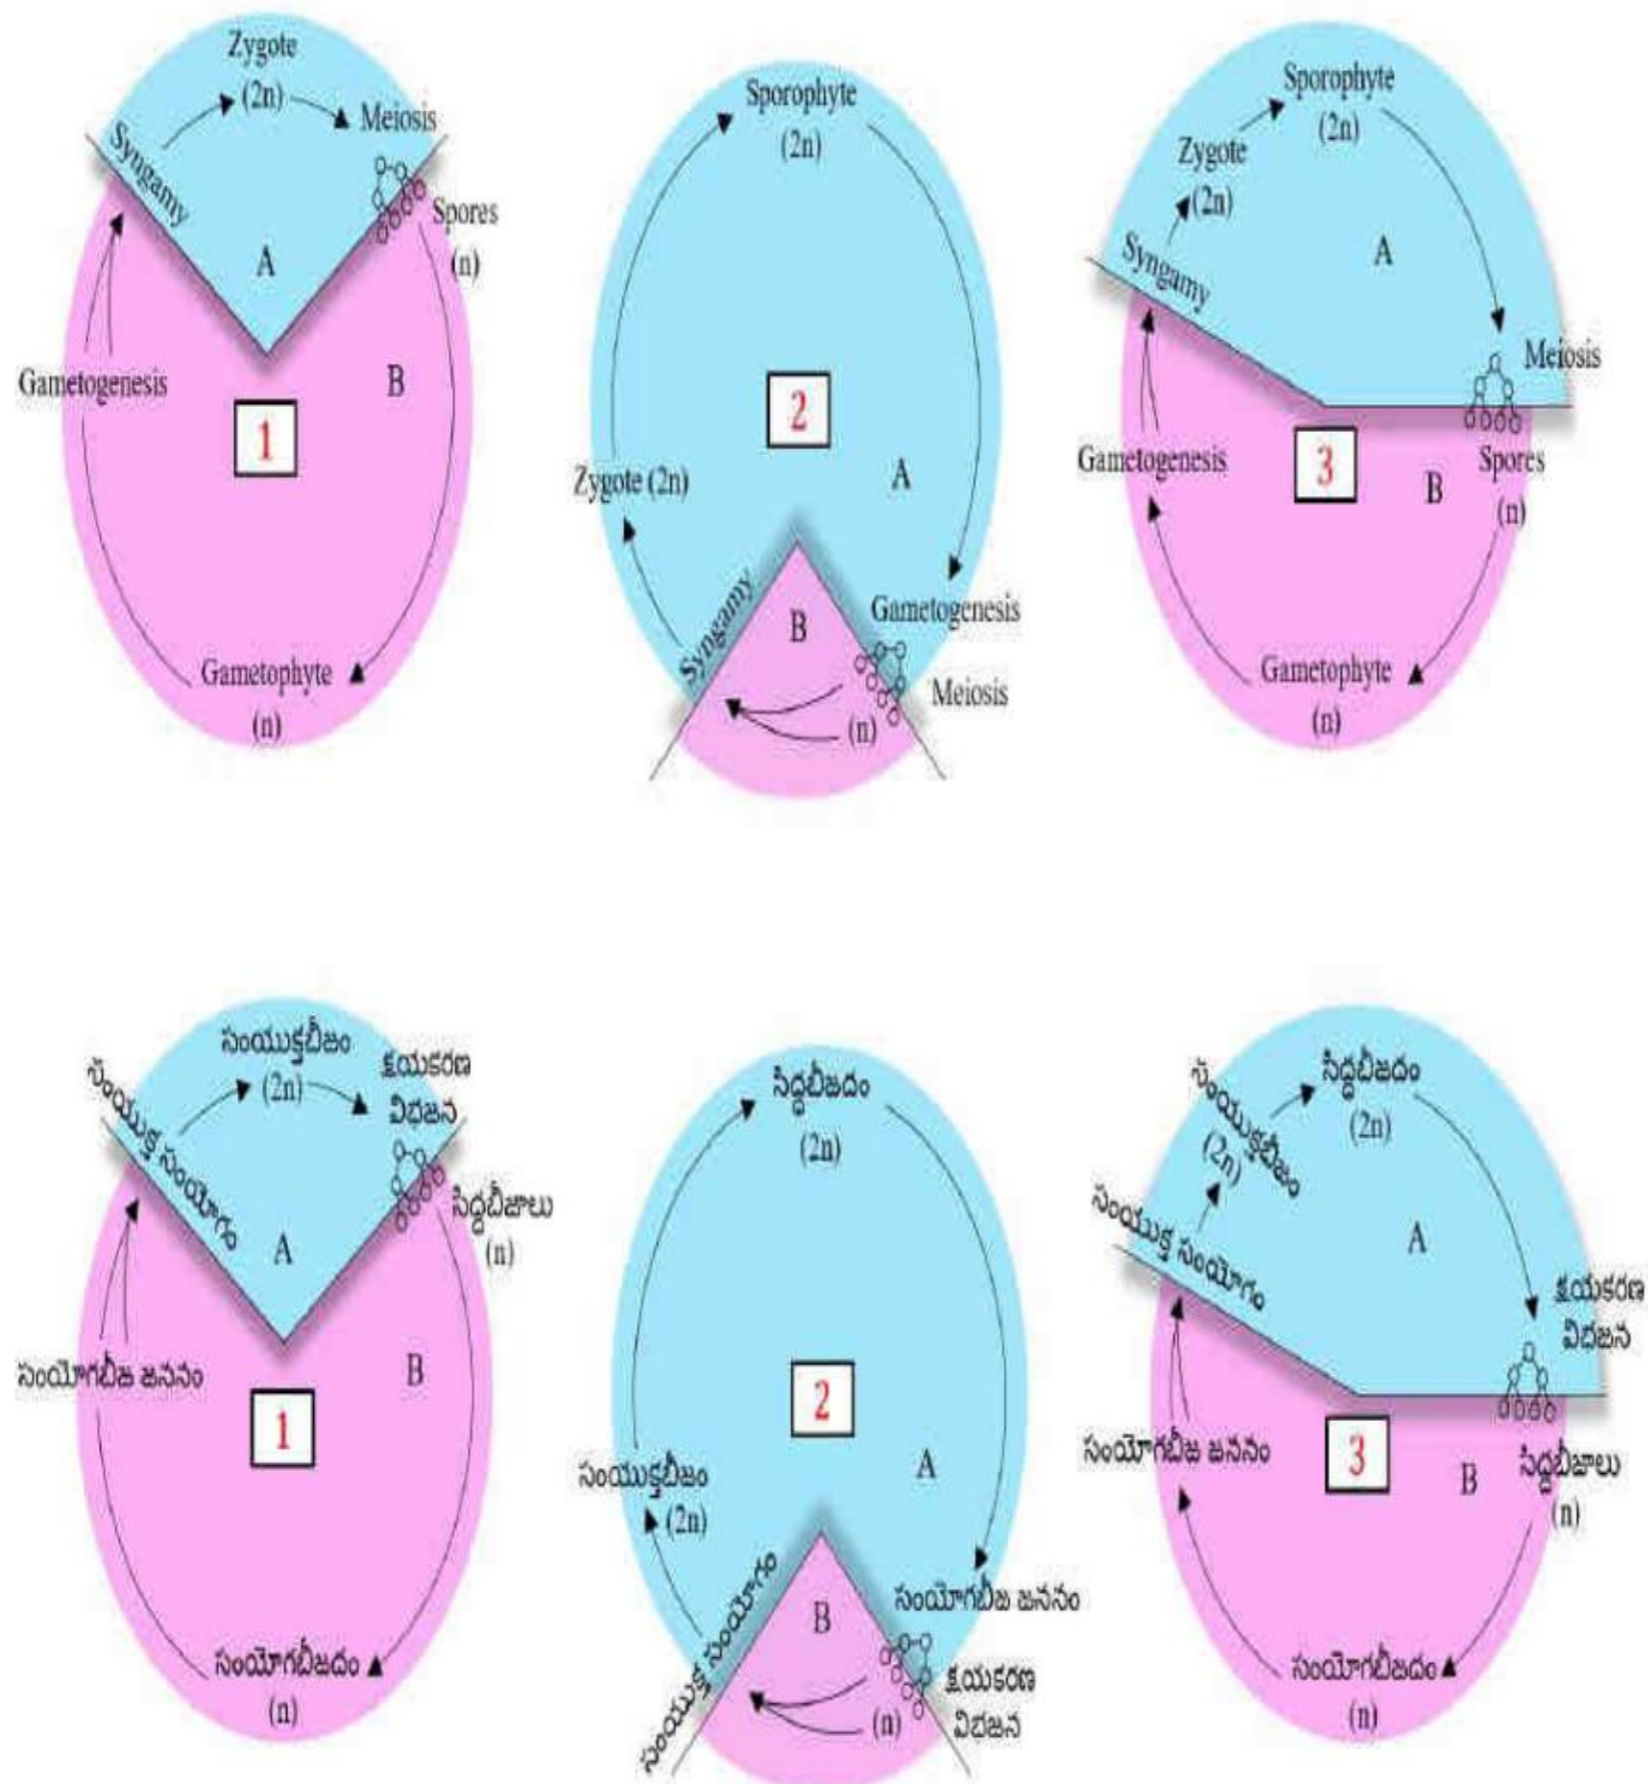 Zygote
(2n)
Meiosis
Syngamy
Spores
(n)
A
B
Gametogenesis
1
Gametophyte
(n)
Sporophyte
(2n)
2
Zygote (2n)
A
Syngamy
B
Gametogenesis
Meiosis
(n)
Sporophyte
(2n)
Zygote
(2n)
A
Syngamy
Meiosis
Gametogenesis
3
B
Spores
(n)
Gametophyte
(n)
సంయుక్తబీజం
(2n)
క్షయకరణ
విభజన
సంయుక్త సంయోగం
సిద్ధబీజాలు
(n)
A
B
సంయోగబీజ జననం
1
సంయోగబీజదం
(n)
సిద్ధబీజదం
(2n)
2
A
సంయుక్తబీజం
(2n)
సంయుక్త సంయోగం
B
సంయోగబీజ జననం
క్షయకరణ
విభజన
(n)
సిద్ధబీజదం
(2n)
సంయుక్తబీజం
(2n)
సంయుక్త సంయోగం
A
క్షయకరణ
విభజన
సంయోగబీజ జననం
3
B
సిద్ధబీజాలు
(n)
సంయోగబీజదం
(n)